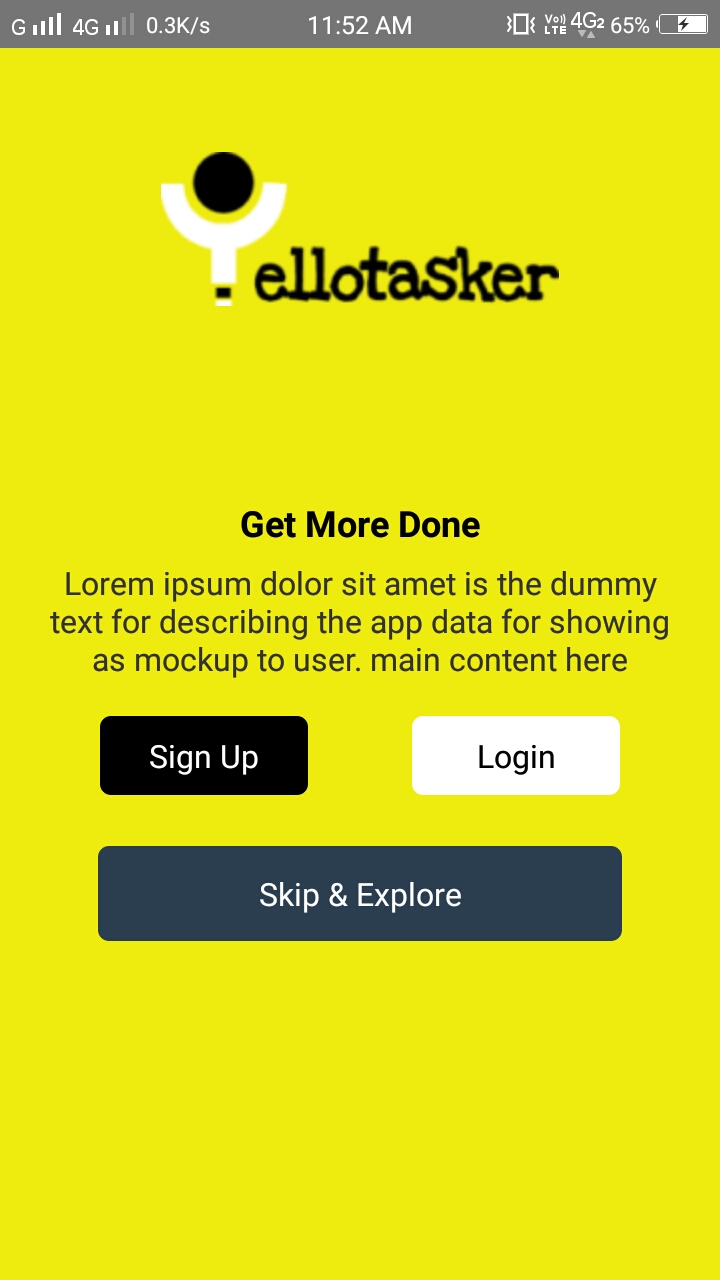 G 4G 0.3K/s 11:52 AM Vo) LTE 4G2 65%
Yellotasker
Get More Done
Lorem ipsum dolor sit amet is the dummy
text for describing the app data for showing
as mockup to user. main content here
Sign Up Login
Skip & Explore